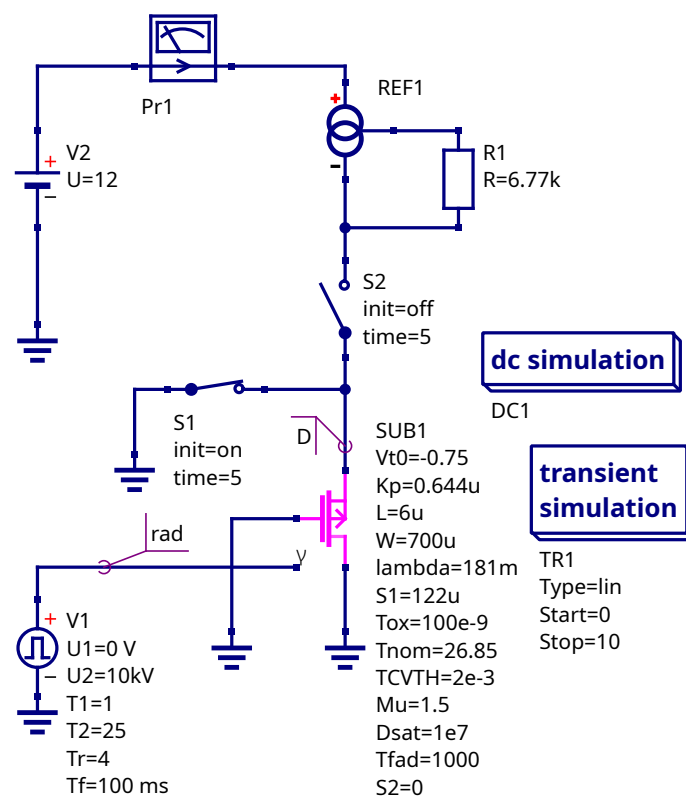 Pr1
REF1
+
−
V2
U=12
+
−
R1
R=6.77k
S2
init=off
time=5
dc simulation
DC1
S1
init=on
time=5
D
SUB1
Vt0=-0.75
Kp=0.644u
L=6u
W=700u
lambda=181m
S1=122u
Tox=100e-9
Tnom=26.85
TCVTH=2e-3
Mu=1.5
Dsat=1e7
Tfad=1000
S2=0
transient
simulation
TR1
Type=lin
Start=0
Stop=10
rad
γ
+
−
V1
U1=0 V
U2=10kV
T1=1
T2=25
Tr=4
Tf=100 ms